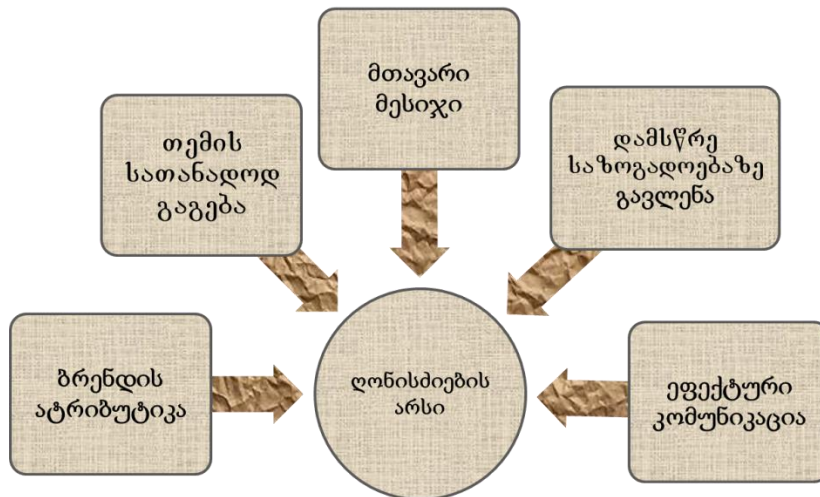 მთავარი
მესიჯი
თემის
სათანადოდ
გაგება
დამსწრე
საზოგადოებაზე
გავლენა
ბრენდის
ატრიბუტიკა
ღონისძიების
არსი
ეფექტური
კომუნიკაცია